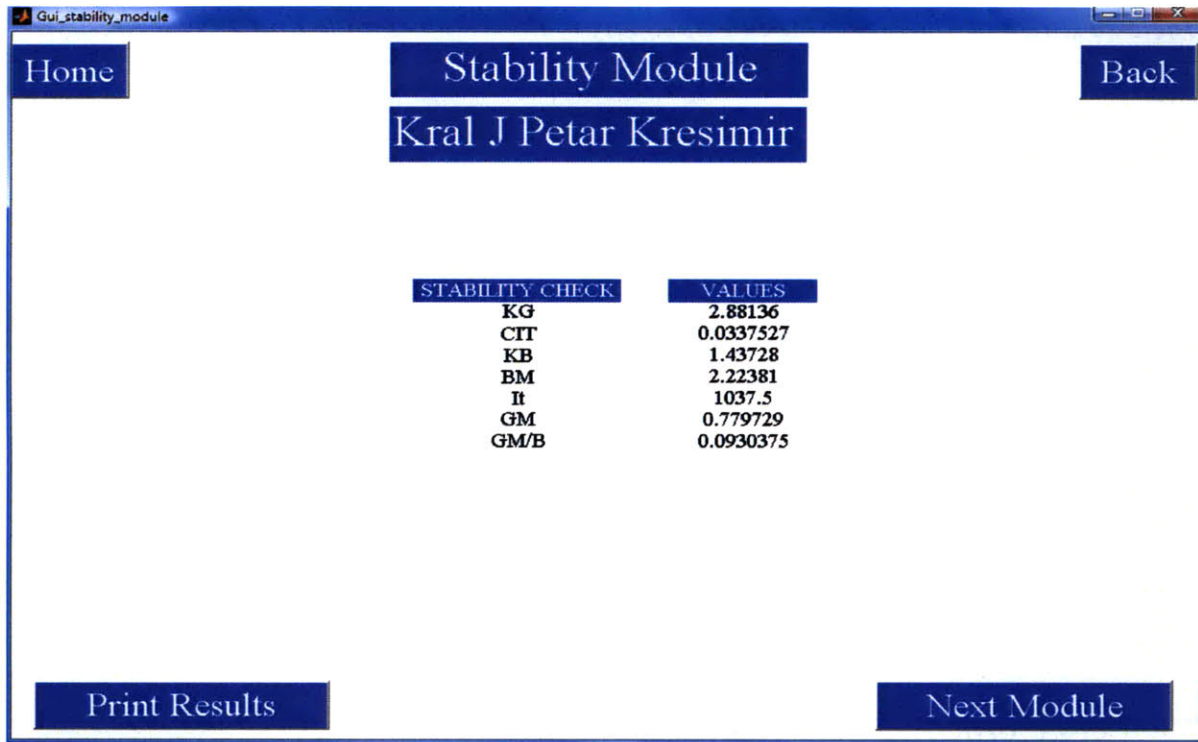 Gui_stability_module
Home Stability Module Back
Kral J Petar Kresimir
STABILITY CHECK VALUES
KG 2.88136
CIT 0.0337527
KB 1.43728
BM 2.22381
It 1037.5
GM 0.779729
GM/B 0.0930375
Print Results Next Module